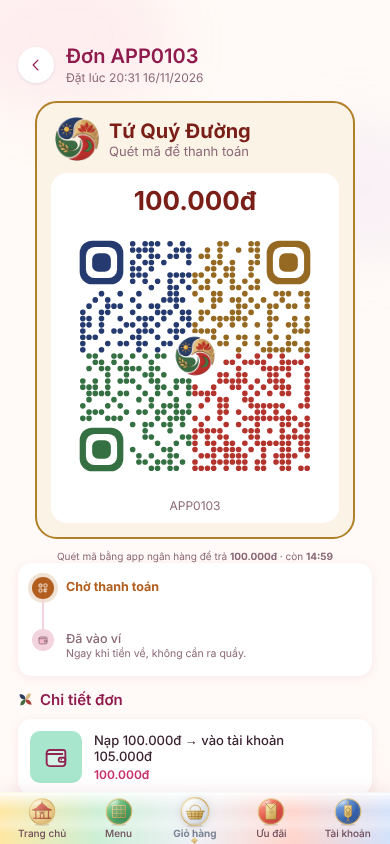 Đơn APP0103
Đặt lúc 20:31 16/11/2026
Tứ Quý Đường
Quét mã để thanh toán
100.000đ
APP0103
Quét mã bằng app ngân hàng để trả 100.000đ · còn 14:59
Chờ thanh toán
Đã vào ví
Ngay khi tiền về, không cần ra quầy.
Chi tiết đơn
Nạp 100.000đ → vào tài khoản
105.000đ
100.000đ
Trang chủ
Menu
Giỏ hàng
Ưu đãi
Tài khoản